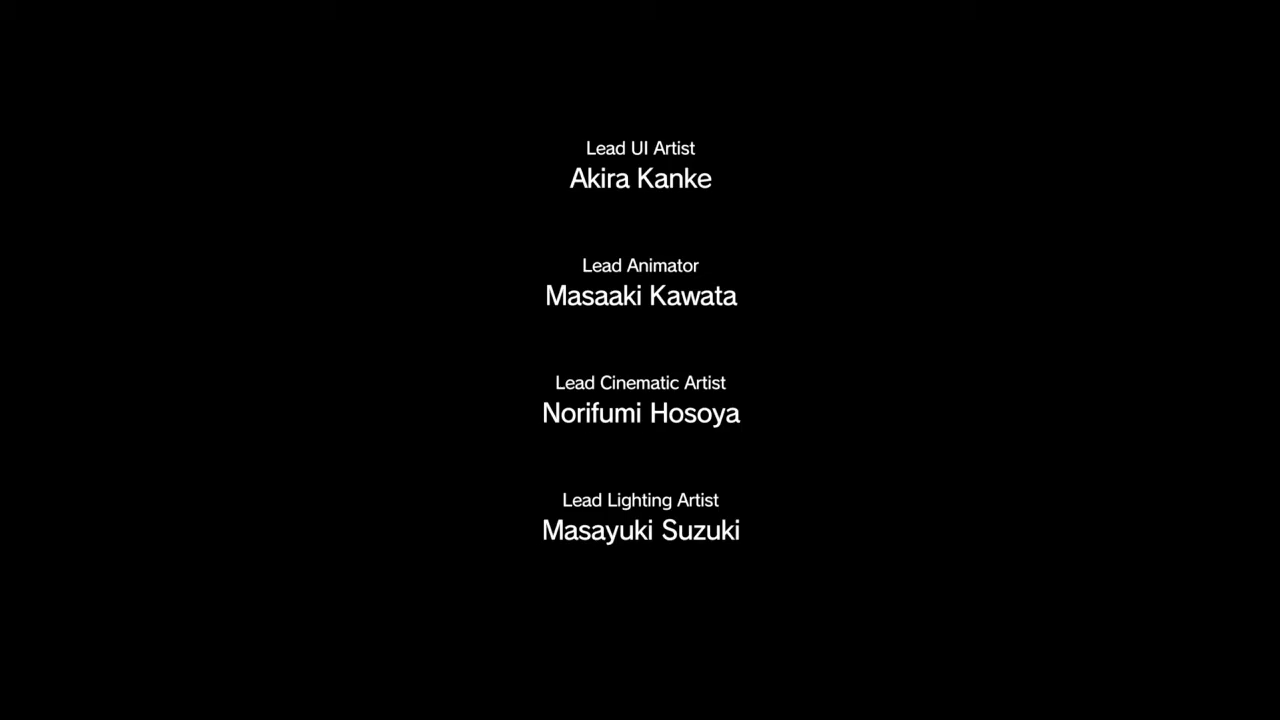 Lead UI Artist
Akira Kanke
Lead Animator
Masaaki Kawata
Lead Cinematic Artist
Norifumi Hosoya
Lead Lighting Artist
Masayuki Suzuki